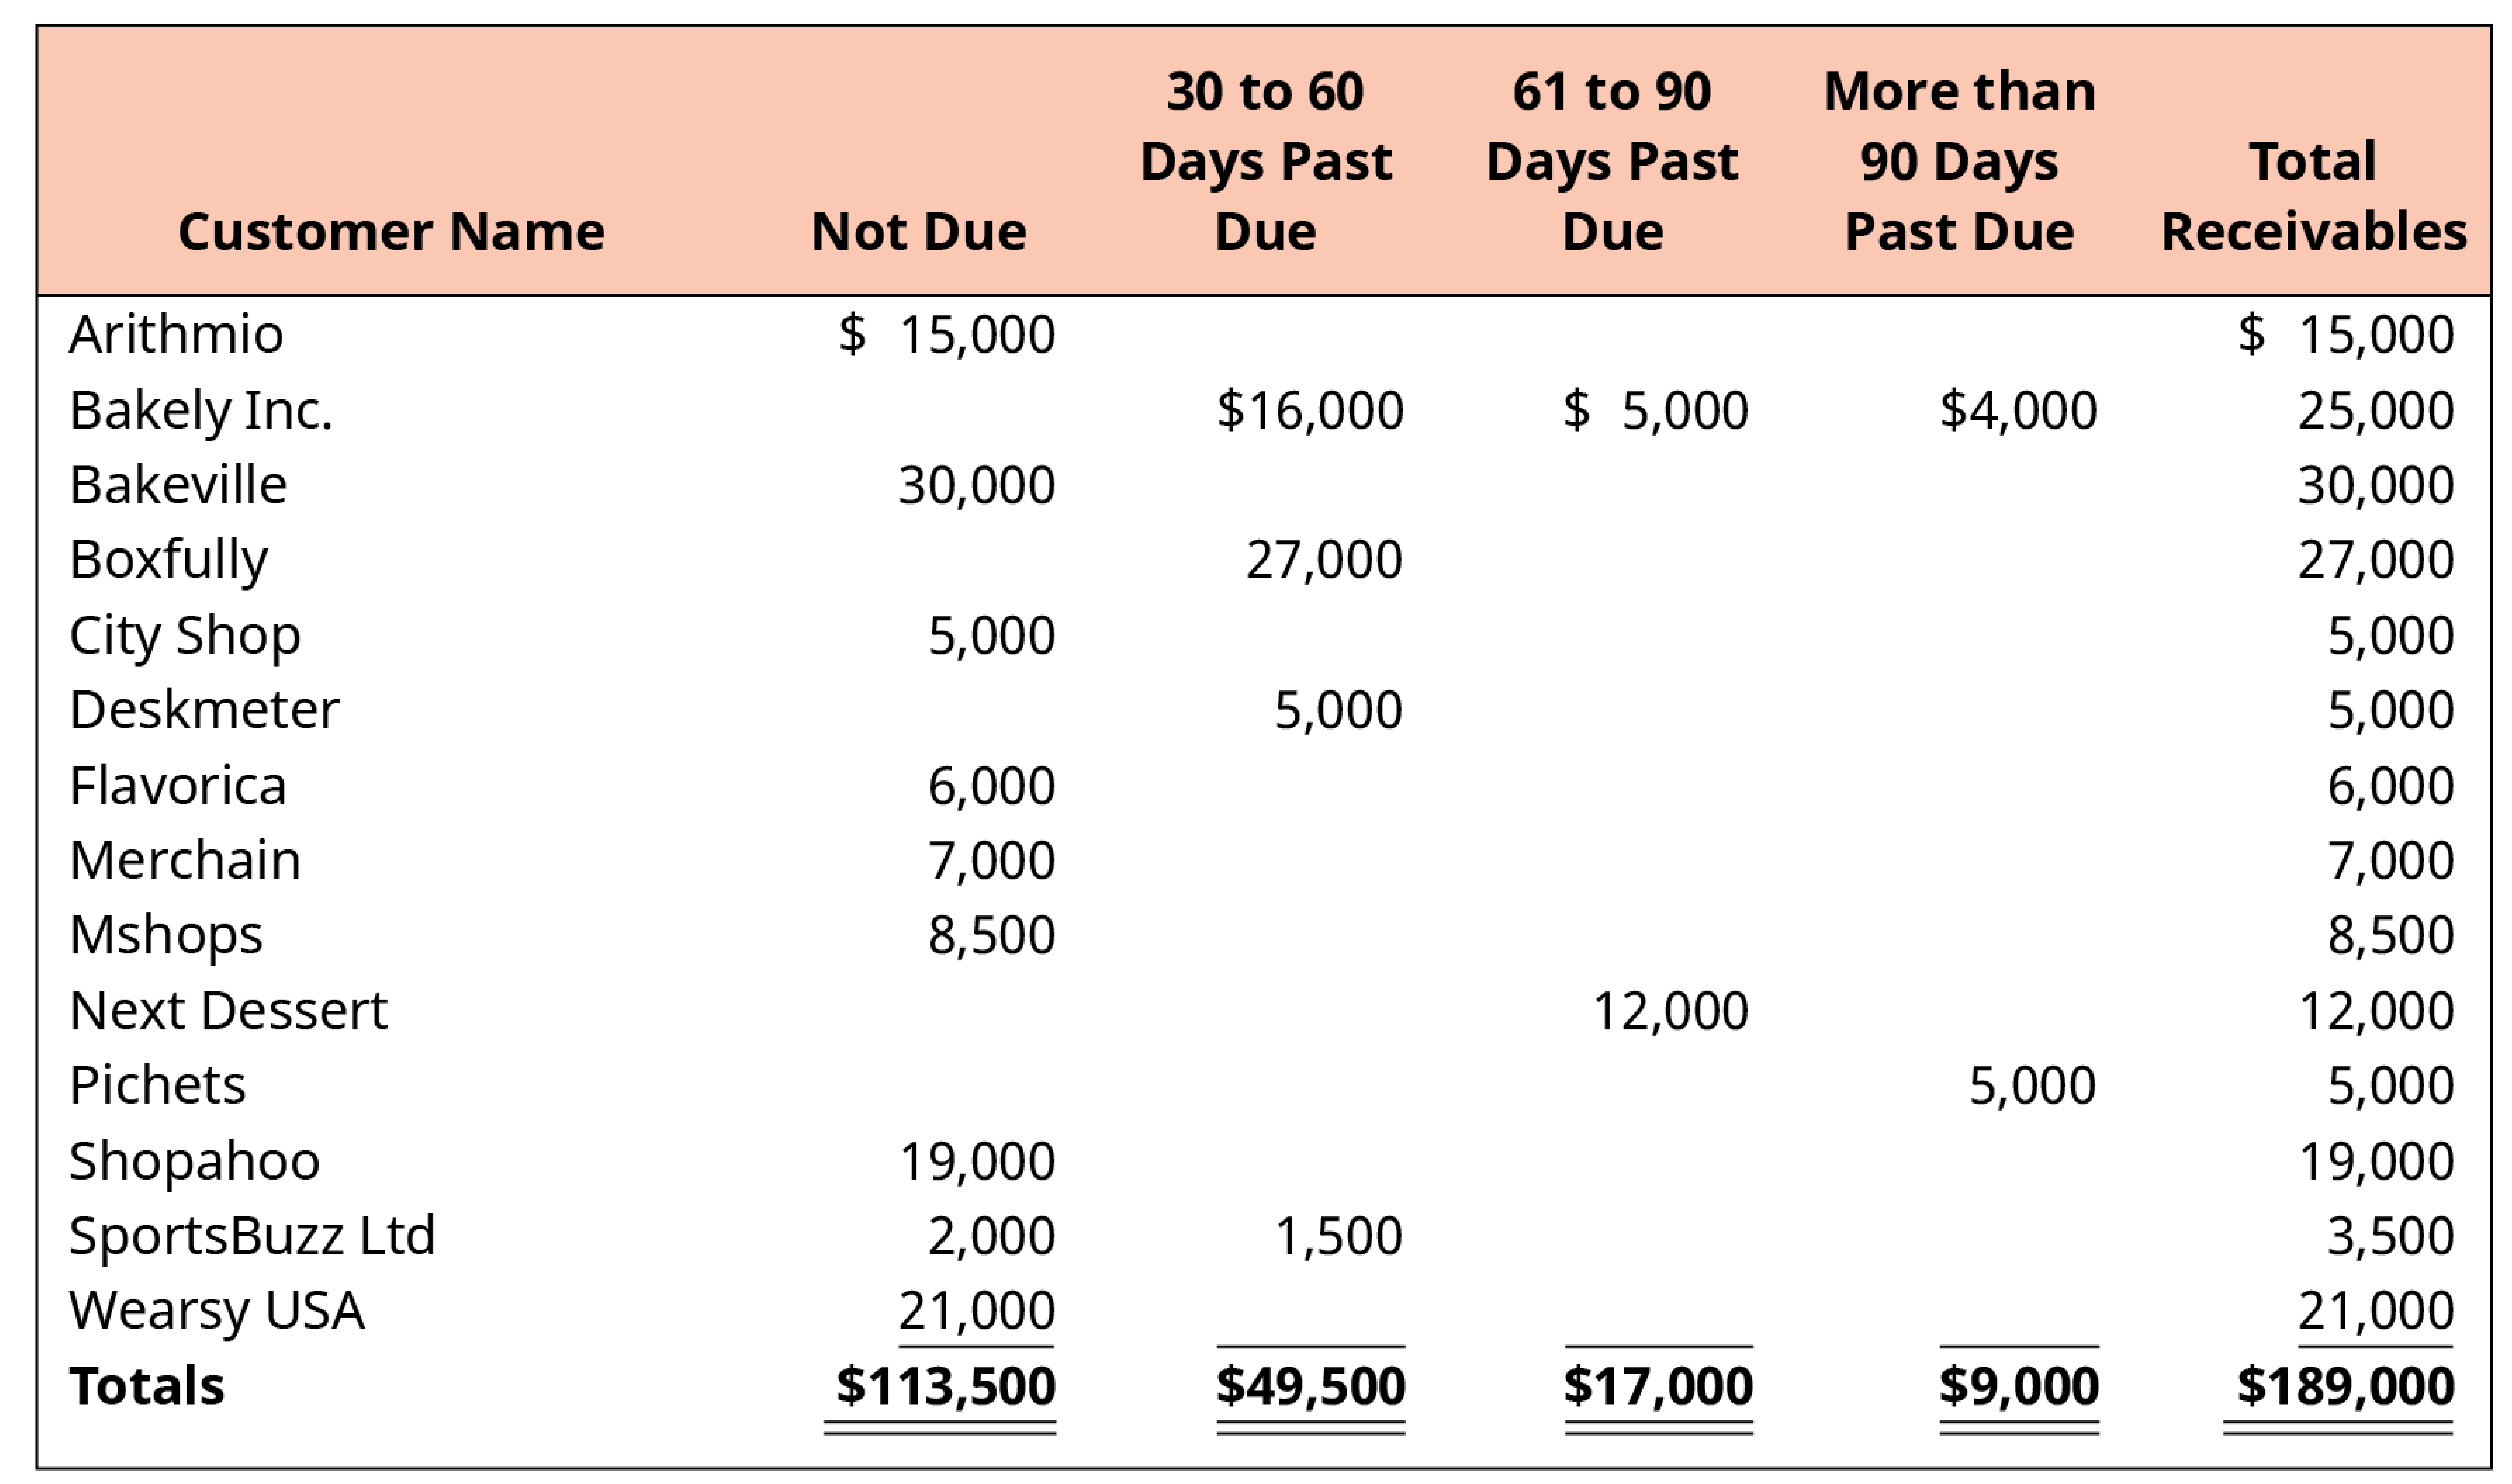 30 to 60 61 to 90 More than
Days Past Days Past 90 Days Total
Customer Name Not Due Due Due Past Due Receivables
Arithmio $ 15,000 $ 15,000
Bakely Inc. $16,000 $ 5,000 $4,000 25,000
Bakeville 30,000 30,000
Boxfully 27,000 27,000
City Shop 5,000 5,000
Deskmeter 5,000 5,000
Flavorica 6,000 6,000
Merchain 7,000 7,000
Mshops 8,500 8,500
Next Dessert 12,000 12,000
Pichets 5,000 5,000
Shopahoo 19,000 19,000
SportsBuzz Ltd 2,000 1,500 3,500
Wearsy USA 21,000 21,000
Totals $113,500 $49,500 $17,000 $9,000 $189,000